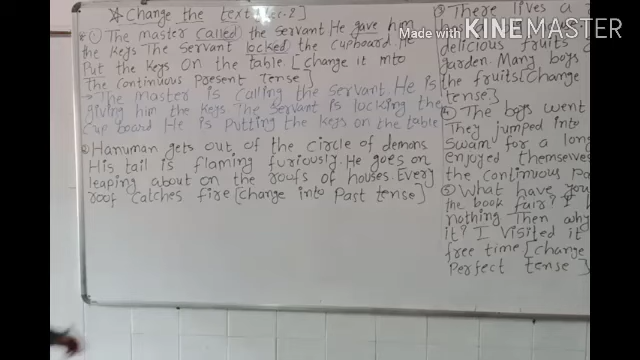 Made with KINEMASTER
☆ Change the text [cc-2]
① The master called the servant. He gave him
the keys The servant locked the cupboard. He
Put the keys on the table [change it into
The continuous present tense]
→ The master is calling the servant. He is
giving him the keys. The servant is locking the
cup board He is putting the keys on the table
② Hanuman gets out of the circle of demons
His tail is flaming furiously. He goes on
leaping about on the roofs of houses. Every
roof catches fire [change into Past tense]
③ There lives a
delicious fruits
garden. Many boys
the fruits [change
tense]
④ The boys went
They jumped into
swam for a long
enjoyed themselves
the continuous pa
⑤ What have you
the book fair? I
nothing Then why
it? I visited it
free time [change
Perfect tense]